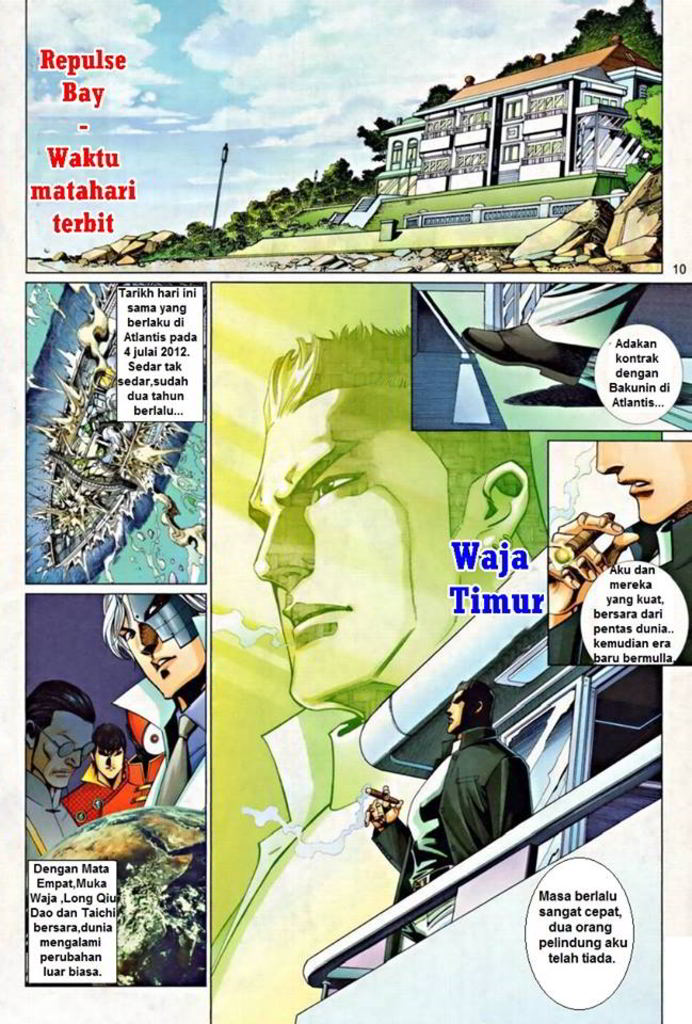 Repulse
Bay
-
Waktu
matahari
terbit
10
Tarikh hari ini
sama yang
berlaku di
Atlantis pada
4 julai 2012.
Sedar tak
sedar,sudah
dua tahun
berlalu...
Adakan
kontrak
dengan
Bakunin di
Atlantis...
Waja
Timur
Aku dan
mereka
yang kuat,
bersara dari
pentas dunia..
kemudian era
baru bermulla
Dengan Mata
Empat,Muka
Waja ,Long Qiu
Dao dan Taichi
bersara,dunia
mengalami
perubahan
luar biasa.
Masa berlalu
sangat cepat,
dua orang
pelindung aku
telah tiada.